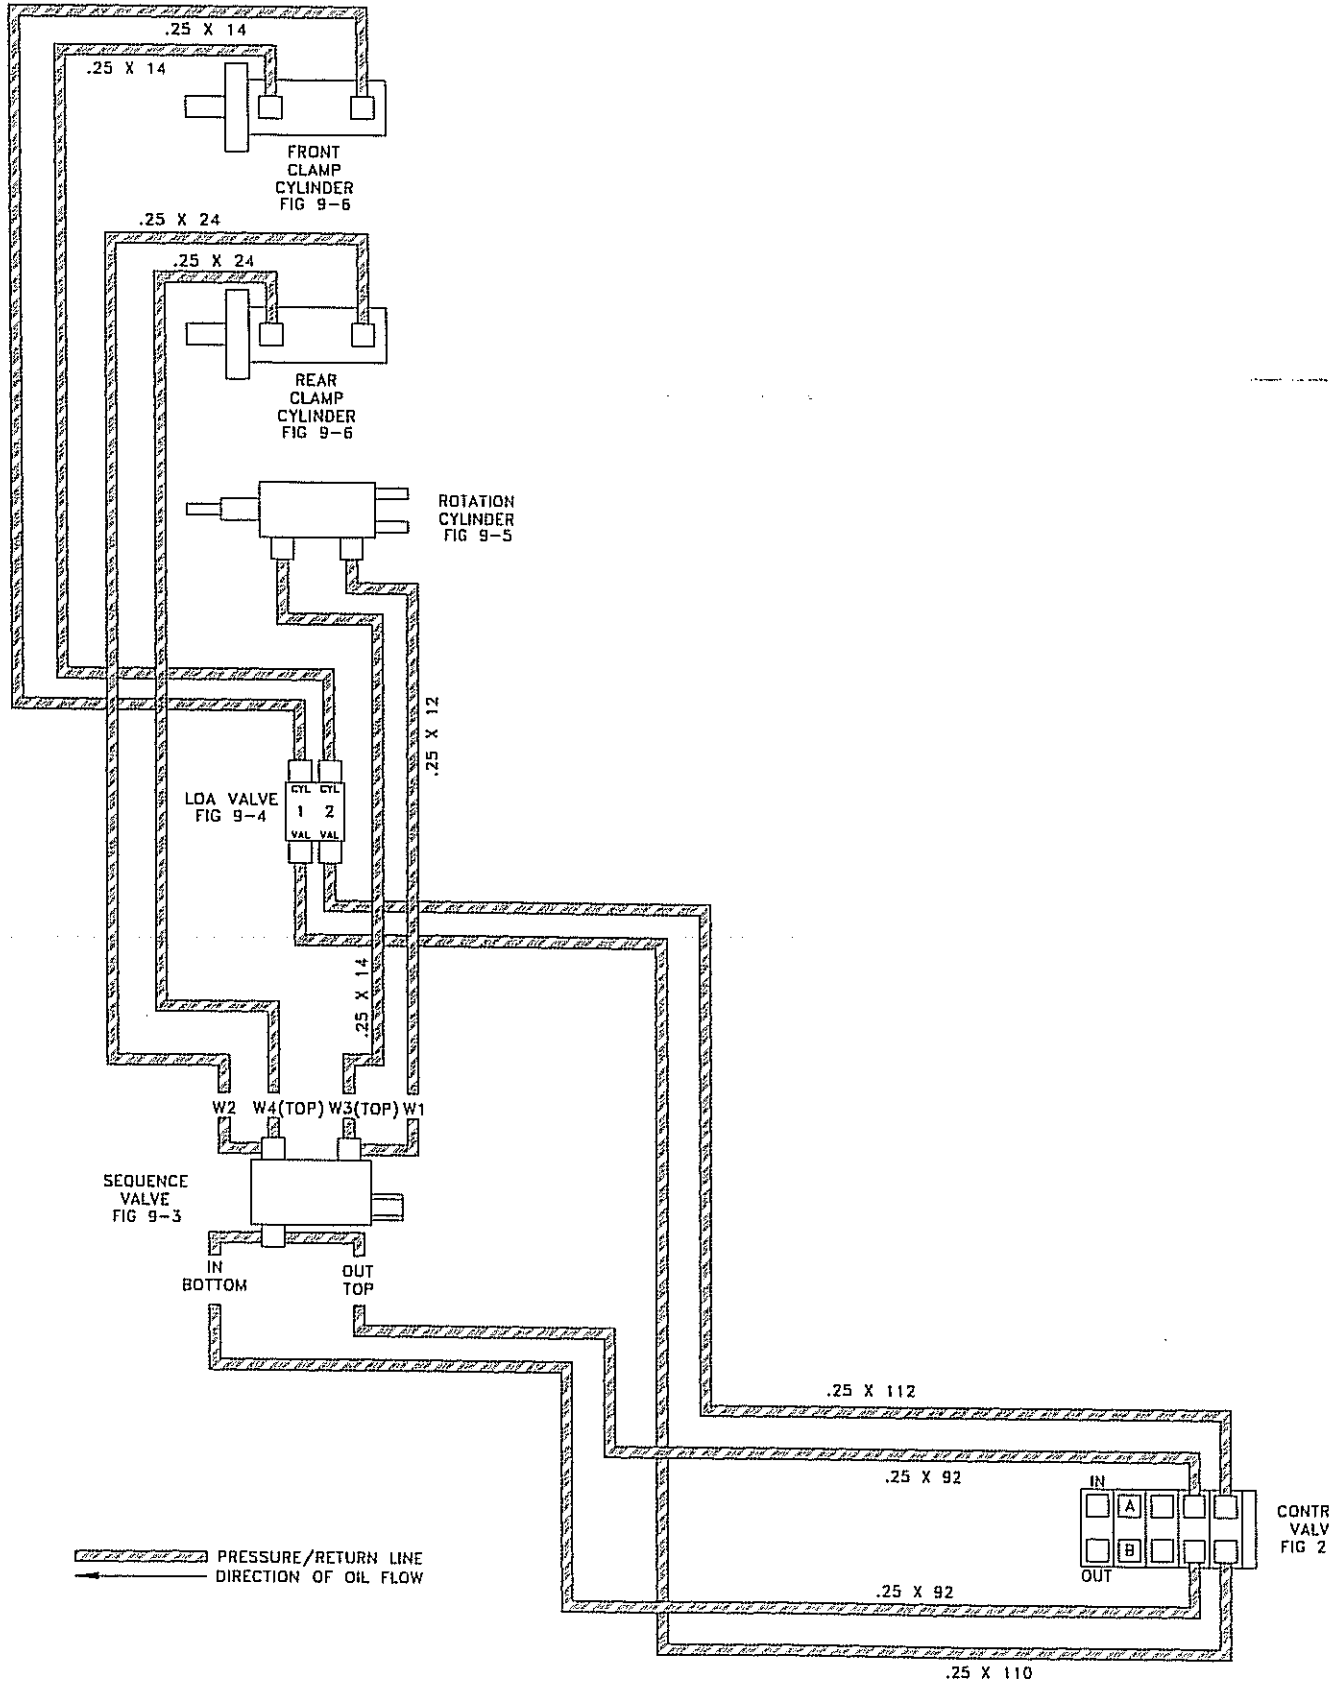 .25 X 14
.25 X 14
FRONT
CLAMP
CYLINDER
FIG 9-6
.25 X 24
.25 X 24
REAR
CLAMP
CYLINDER
FIG 9-6
ROTATION
CYLINDER
FIG 9-5
.25 X 12
LOA VALVE
FIG 9-4
CYL CYL
1 2
VAL VAL
.25 X 14
W2 W4(TOP) W3(TOP) W1
SEQUENCE
VALVE
FIG 9-3
IN
BOTTOM
OUT
TOP
.25 X 112
.25 X 92
IN
A
B
OUT
CONTR
VALV
FIG 2
PRESSURE/RETURN LINE
DIRECTION OF OIL FLOW
.25 X 92
.25 X 110